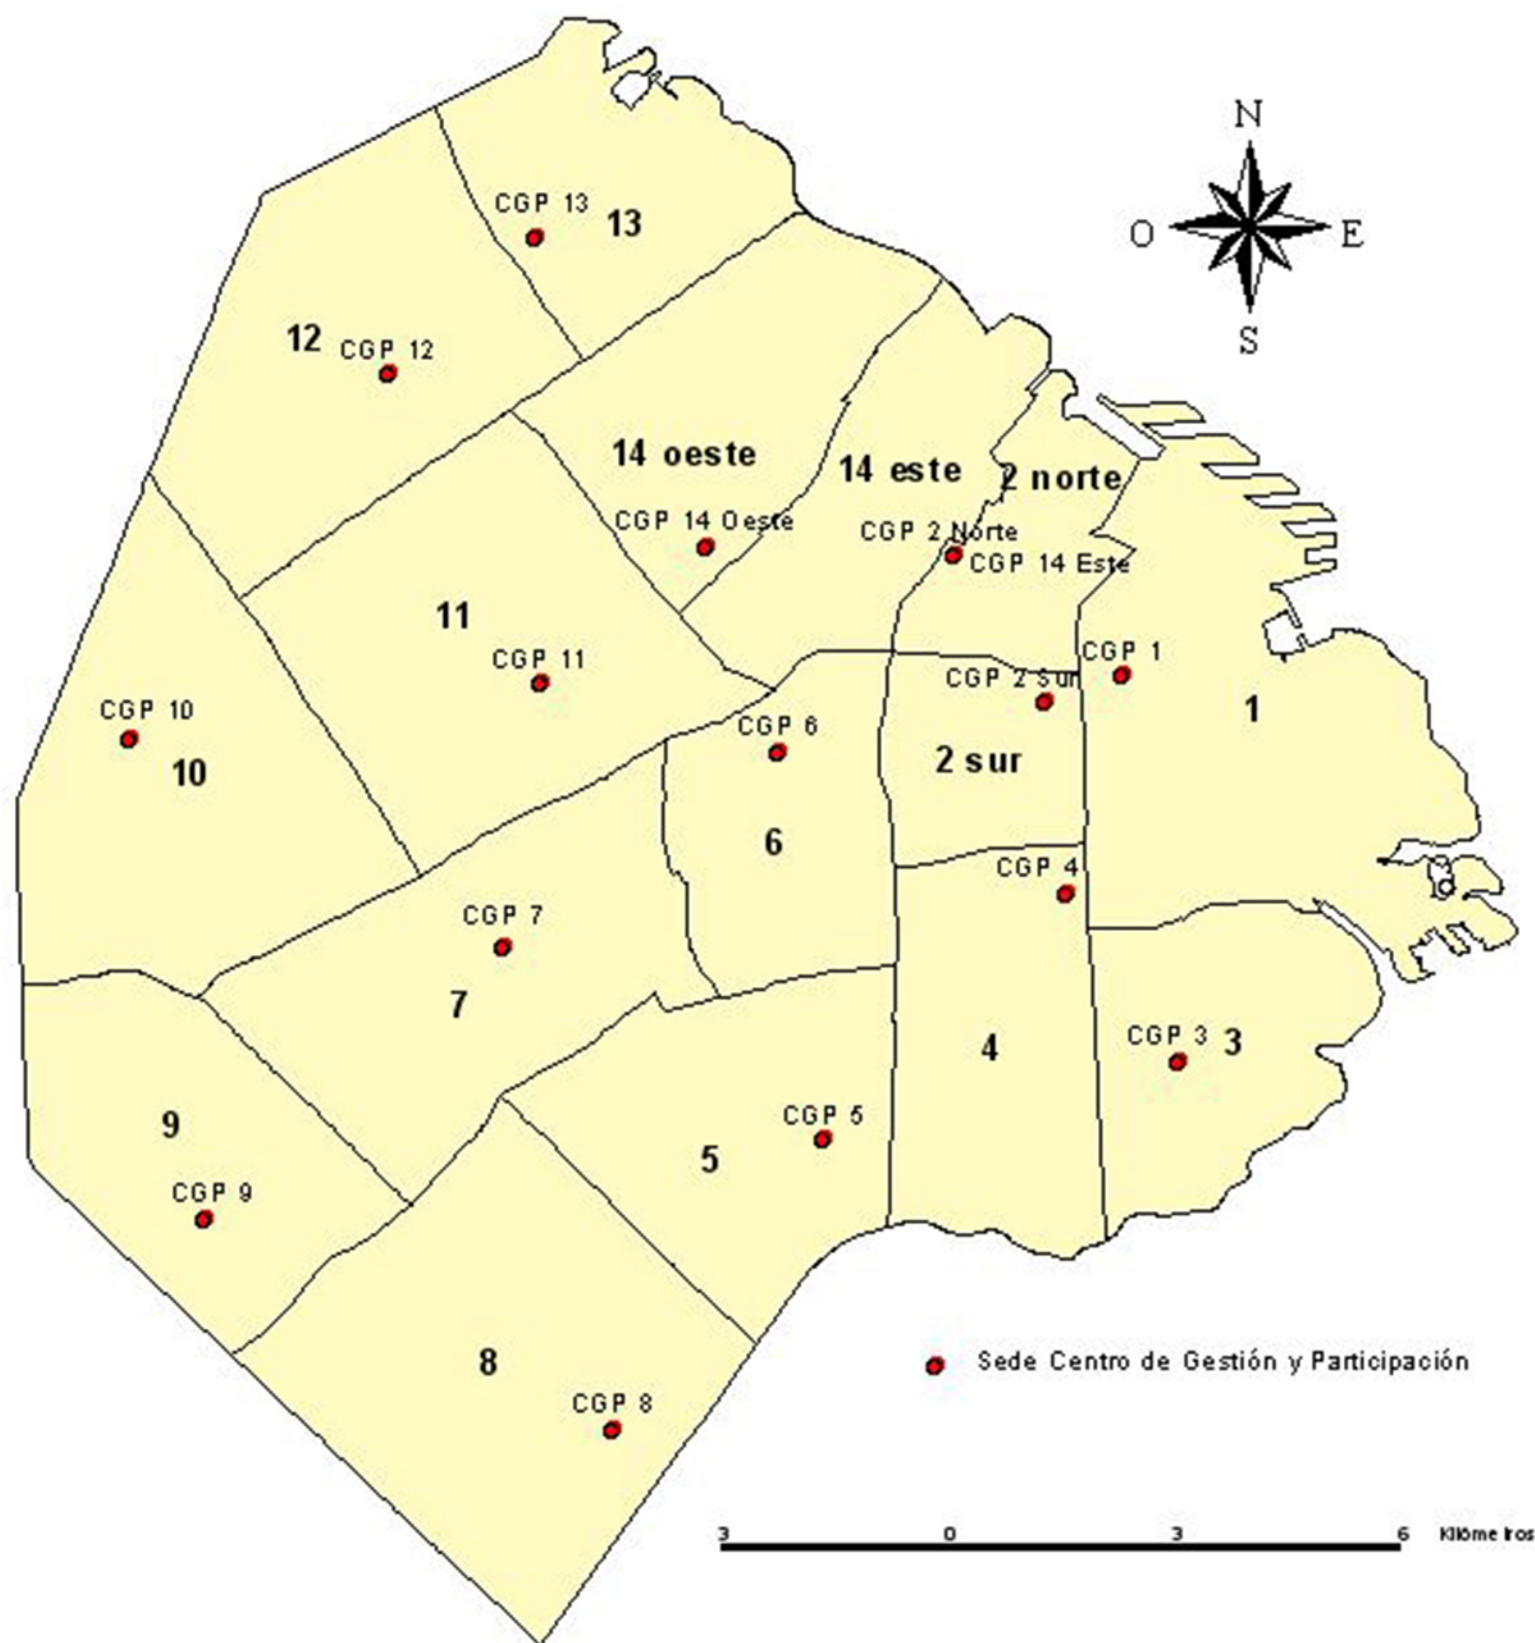 N
O
E
S
CGP 13
13
12
CGP 12
14 oeste
14 este
2 norte
CGP 14 Oeste
CGP 2 Norte
CGP 14 Este
11
CGP 11
CGP 1
1
CGP 2 Sur
2 sur
CGP 10
10
CGP 6
6
CGP 4
4
CGP 7
7
CGP 3
3
9
CGP 9
CGP 5
5
8
CGP 8
Sede Centro de Gestión y Participación
3 0 3 6 Kilómetros